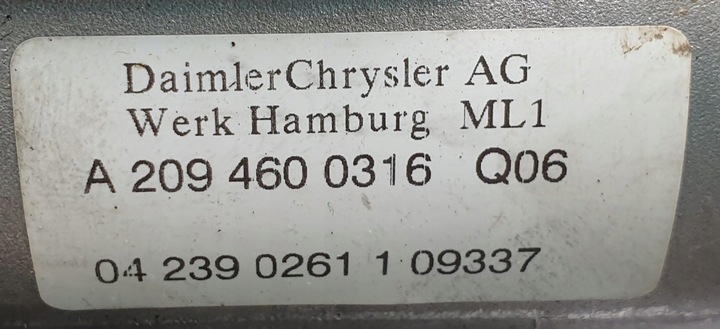 DaimlerChrysler AG
Werk Hamburg ML1
A 209 460 0316 Q06
04 239 0261 1 09337